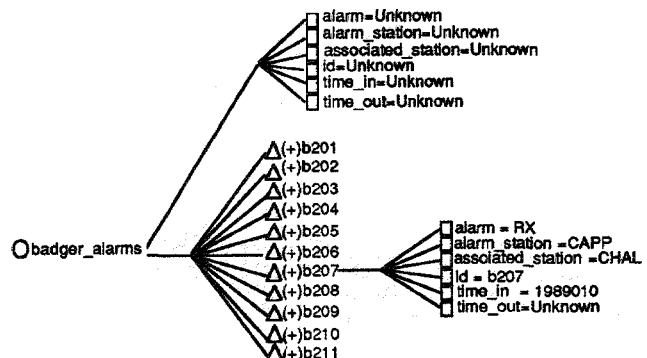 alarm=Unknown
alarm_station=Unknown
associated_station=Unknown
id=Unknown
time_in=Unknown
time_out=Unknown
badger_alarms
(+)b201
(+)b202
(+)b203
(+)b204
(+)b205
(+)b206
(+)b207
(+)b208
(+)b209
(+)b210
(+)b211
alarm = RX
alarm_station =CAPP
associated_station =CHAL
id = b207
time_in = 1989010
time_out=Unknown